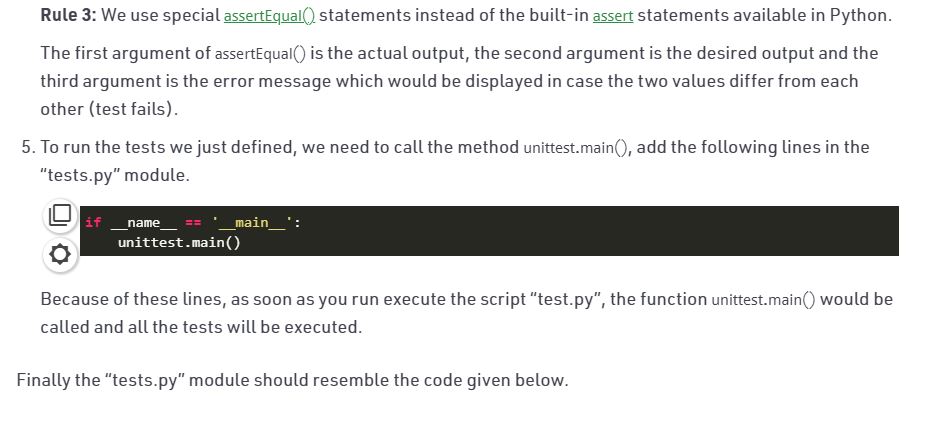 Rule 3: We use special assertEqual() statements instead of the built-in assert statements available in Python.
The first argument of assertEqual() is the actual output, the second argument is the desired output and the
third argument is the error message which would be displayed in case the two values differ from each
other (test fails).
5. To run the tests we just defined, we need to call the method unittest.main(), add the following lines in the
“tests.py” module.
if __name__ == '__main__':
    unittest.main()
Because of these lines, as soon as you run execute the script “test.py”, the function unittest.main() would be
called and all the tests will be executed.
Finally the “tests.py” module should resemble the code given below.